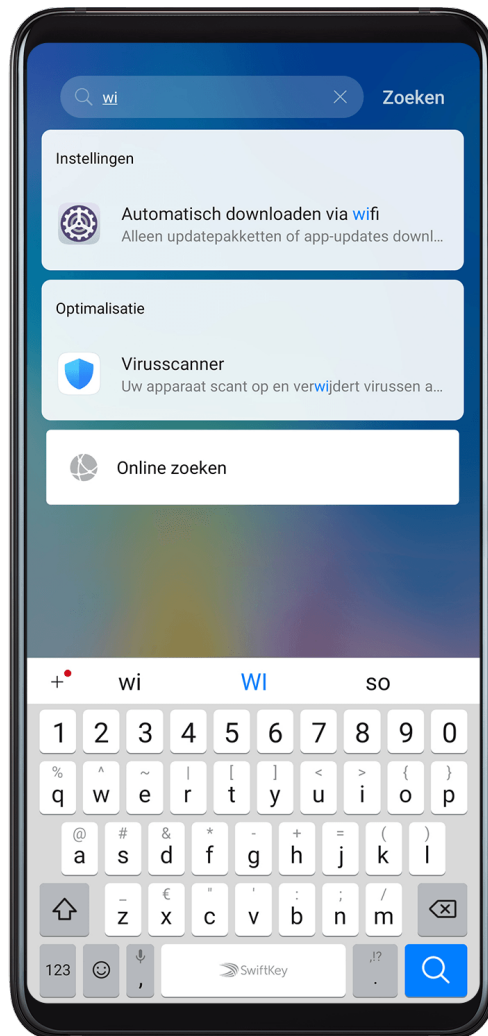 wi
Zoeken
Instellingen
Automatisch downloaden via wifi
Alleen updatepakketten of app-updates downl...
Optimalisatie
Virusscanner
Uw apparaat scant op en verwijdert virussen a...
Online zoeken
+ wi WI so
1 2 3 4 5 6 7 8 9 0
% ^ ~ | [ ] < > { }
q w e r t y u i o p
@ # & * - + = ( )
a s d f g h j k l
_ € " ' : ; /
z x c v b n m
123 , SwiftKey ,!? .